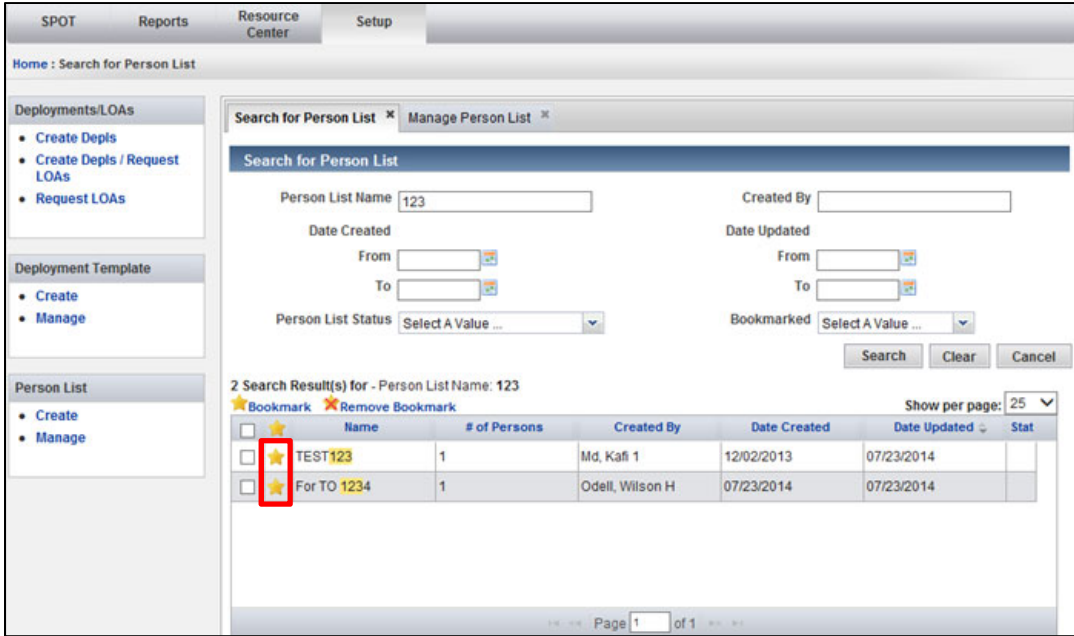 SPOT Reports Resource Center Setup
Home : Search for Person List
Deployments/LOAs
Create Depls
Create Depls / Request
LOAs
Request LOAs
Deployment Template
Create
Manage
Person List
Create
Manage
Search for Person List Manage Person List
Search for Person List
Person List Name 123 Created By
Date Created Date Updated
From From
To To
Person List Status Select A Value ... Bookmarked Select A Value ...
Search Clear Cancel
2 Search Result(s) for - Person List Name: 123
Bookmark Remove Bookmark Show per page: 25
Name # of Persons Created By Date Created Date Updated Stat
TEST123 1 Md, Kafi 1 12/02/2013 07/23/2014
For TO 1234 1 Odell, Wilson H 07/23/2014 07/23/2014
Page 1 of 1